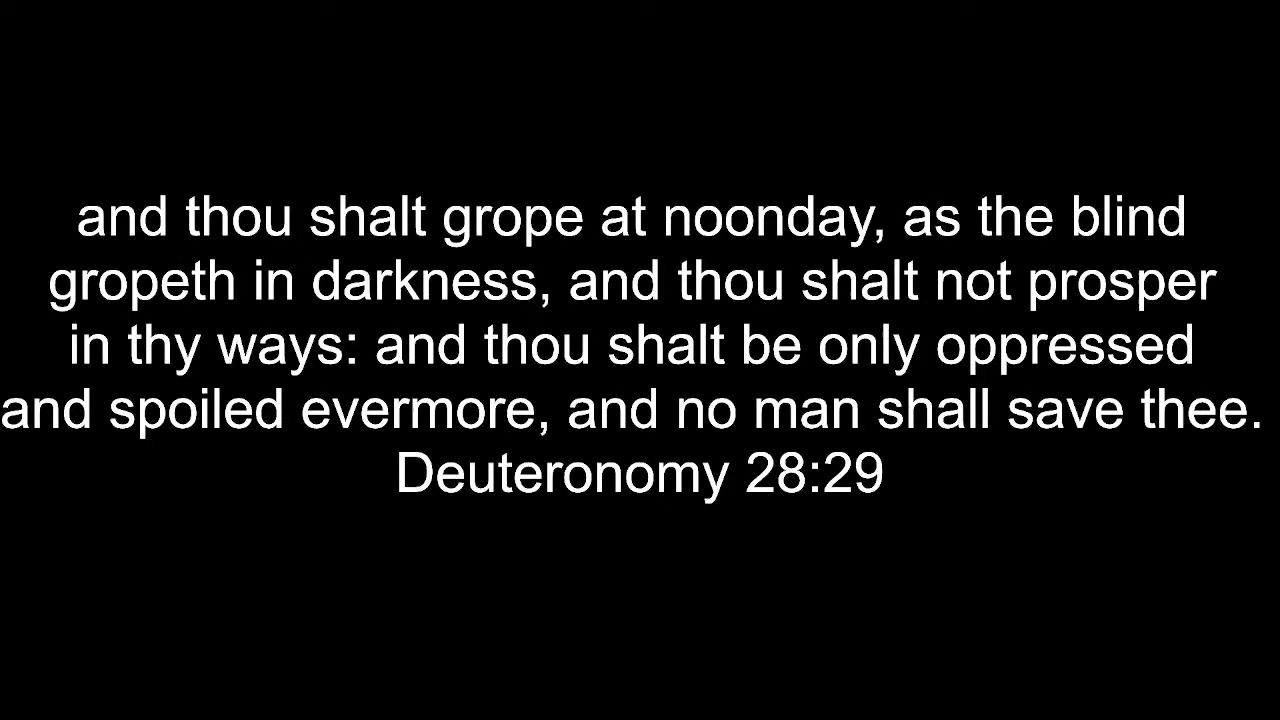 and thou shalt grope at noonday, as the blind
gropeth in darkness, and thou shalt not prosper
in thy ways: and thou shalt be only oppressed
and spoiled evermore, and no man shall save thee.
Deuteronomy 28:29